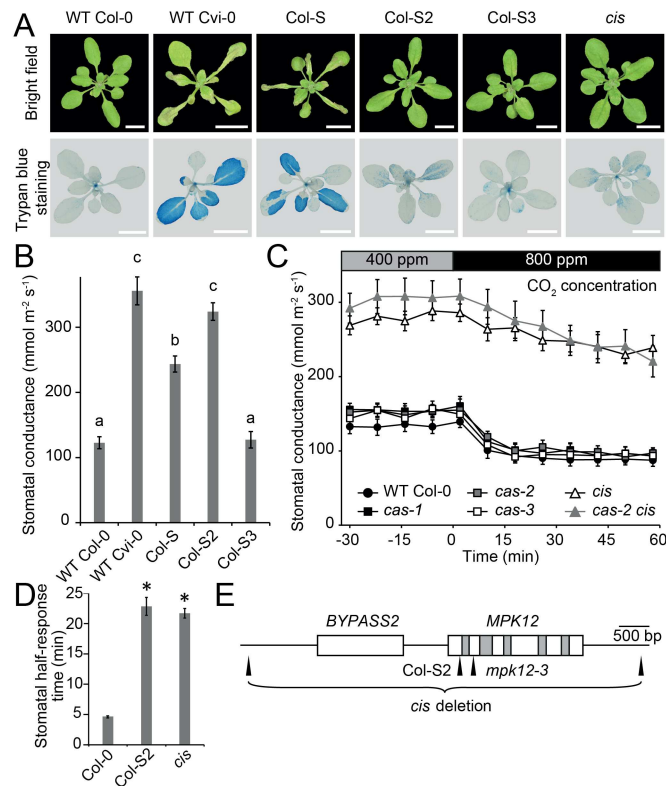 A
WT Col-0 WT Cvi-0 Col-S Col-S2 Col-S3 cis
Bright field
Trypan blue
staining
B
Stomatal conductance (mmol m⁻² s⁻¹)
300
200
100
0
a
c
b
c
a
WT Col-0
WT Cvi-0
Col-S
Col-S2
Col-S3
C
400 ppm 800 ppm
CO₂ concentration
Stomatal conductance (mmol m⁻² s⁻¹)
300
200
100
0
WT Col-0 cas-2 cis
cas-1 cas-3 cas-2 cis
-30 -15 0 15 30 45 60
Time (min)
D
Stomatal half-response
time (min)
25
20
15
10
5
0
* *
Col-0
Col-S2
cis
E
BYPASS2 MPK12 500 bp
Col-S2 mpk12-3
cis deletion